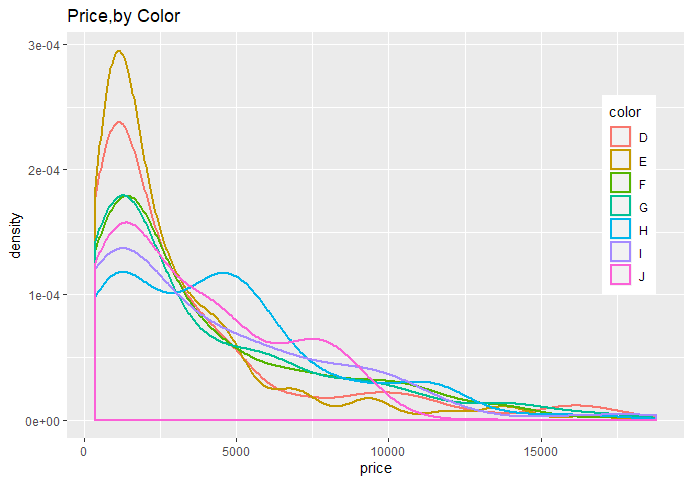 Price,by Color
3e-04
2e-04
1e-04
0e+00
density
0
5000
10000
15000
price
color
D
E
F
G
H
I
J